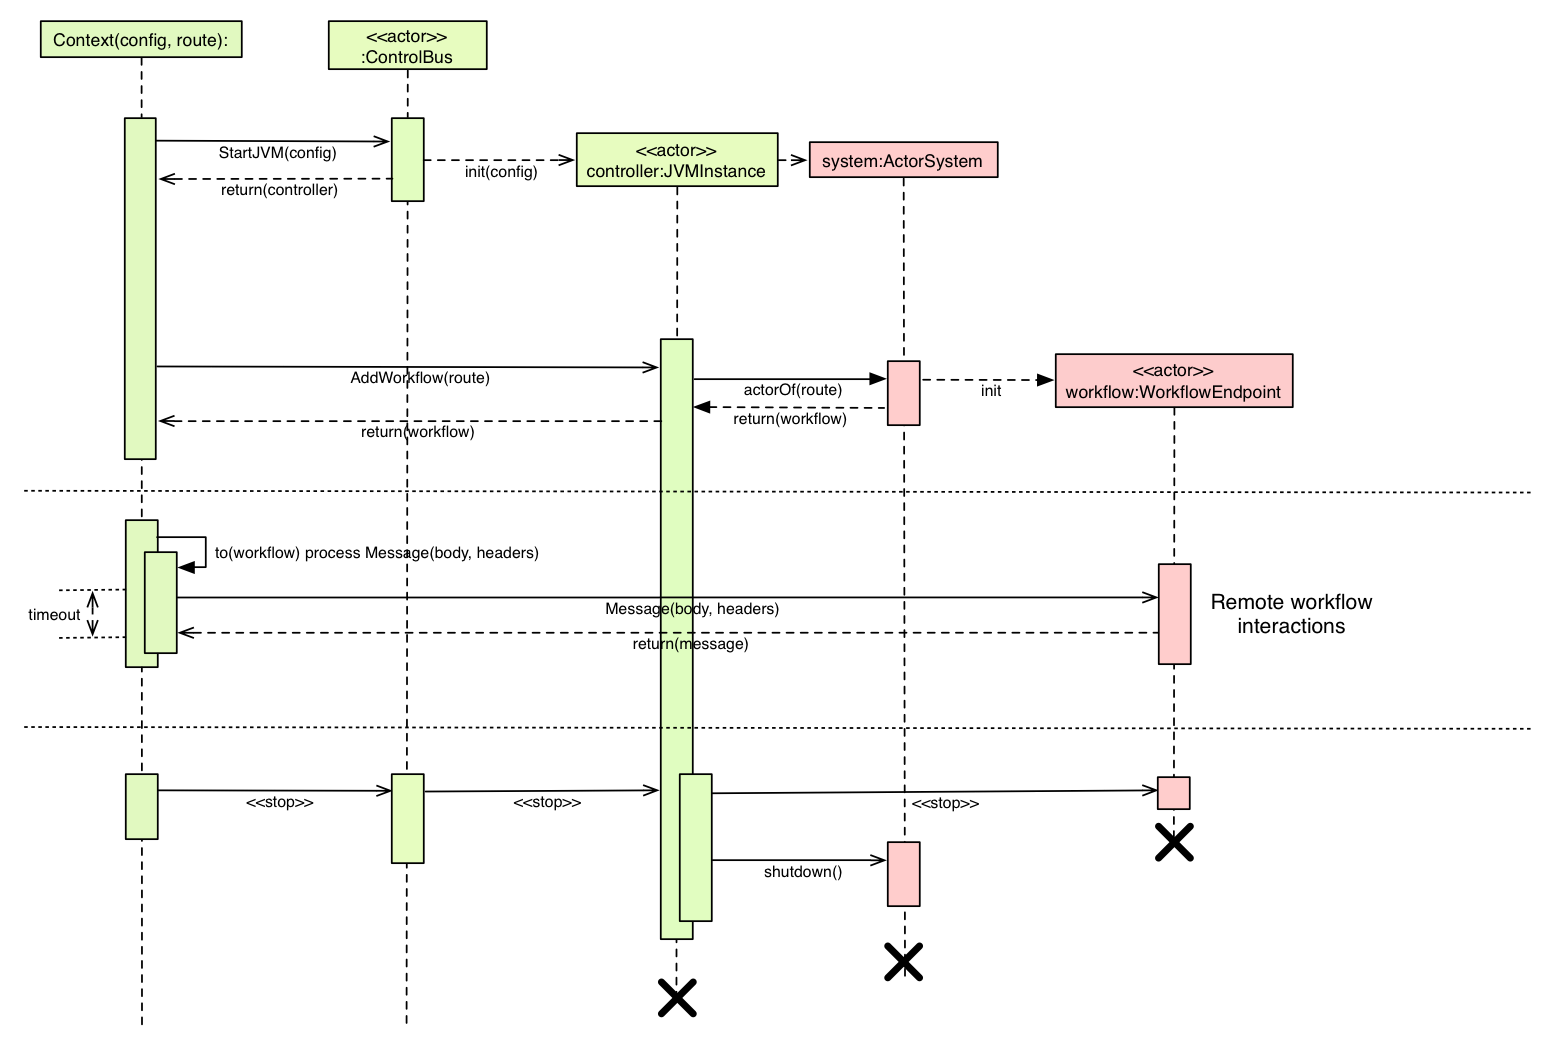 Context(config, route):
<<actor>>
:ControlBus
StartJVM(config)
return(controller)
init(config)
<<actor>>
controller:JVMInstance
system:ActorSystem
AddWorkflow(route)
return(workflow)
actorOf(route)
return(workflow)
init
<<actor>>
workflow:WorkflowEndpoint
to(workflow) process Message(body, headers)
timeout
Message(body, headers)
return(message)
Remote workflow
interactions
<<stop>>
<<stop>>
<<stop>>
shutdown()